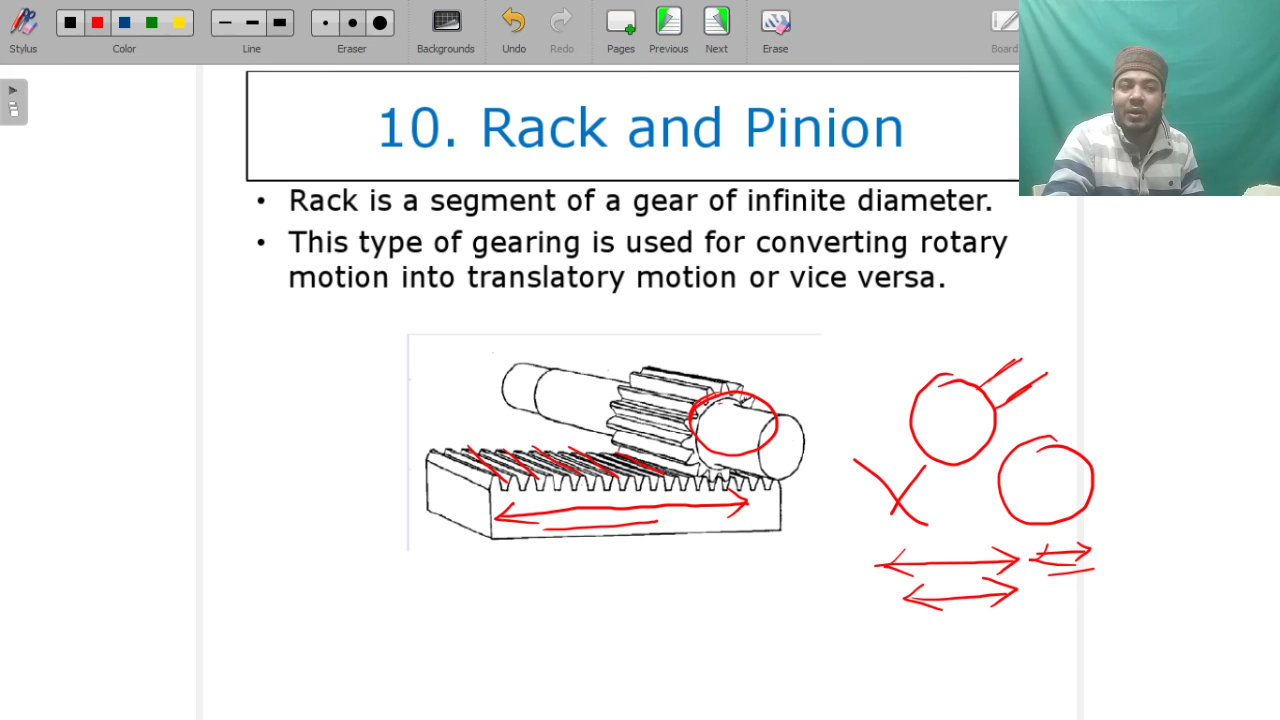 Stylus
Color
Line
Eraser
Backgrounds
Undo
Redo
Pages
Previous
Next
Erase
Board
10. Rack and Pinion
• Rack is a segment of a gear of infinite diameter.
• This type of gearing is used for converting rotary
motion into translatory motion or vice versa.